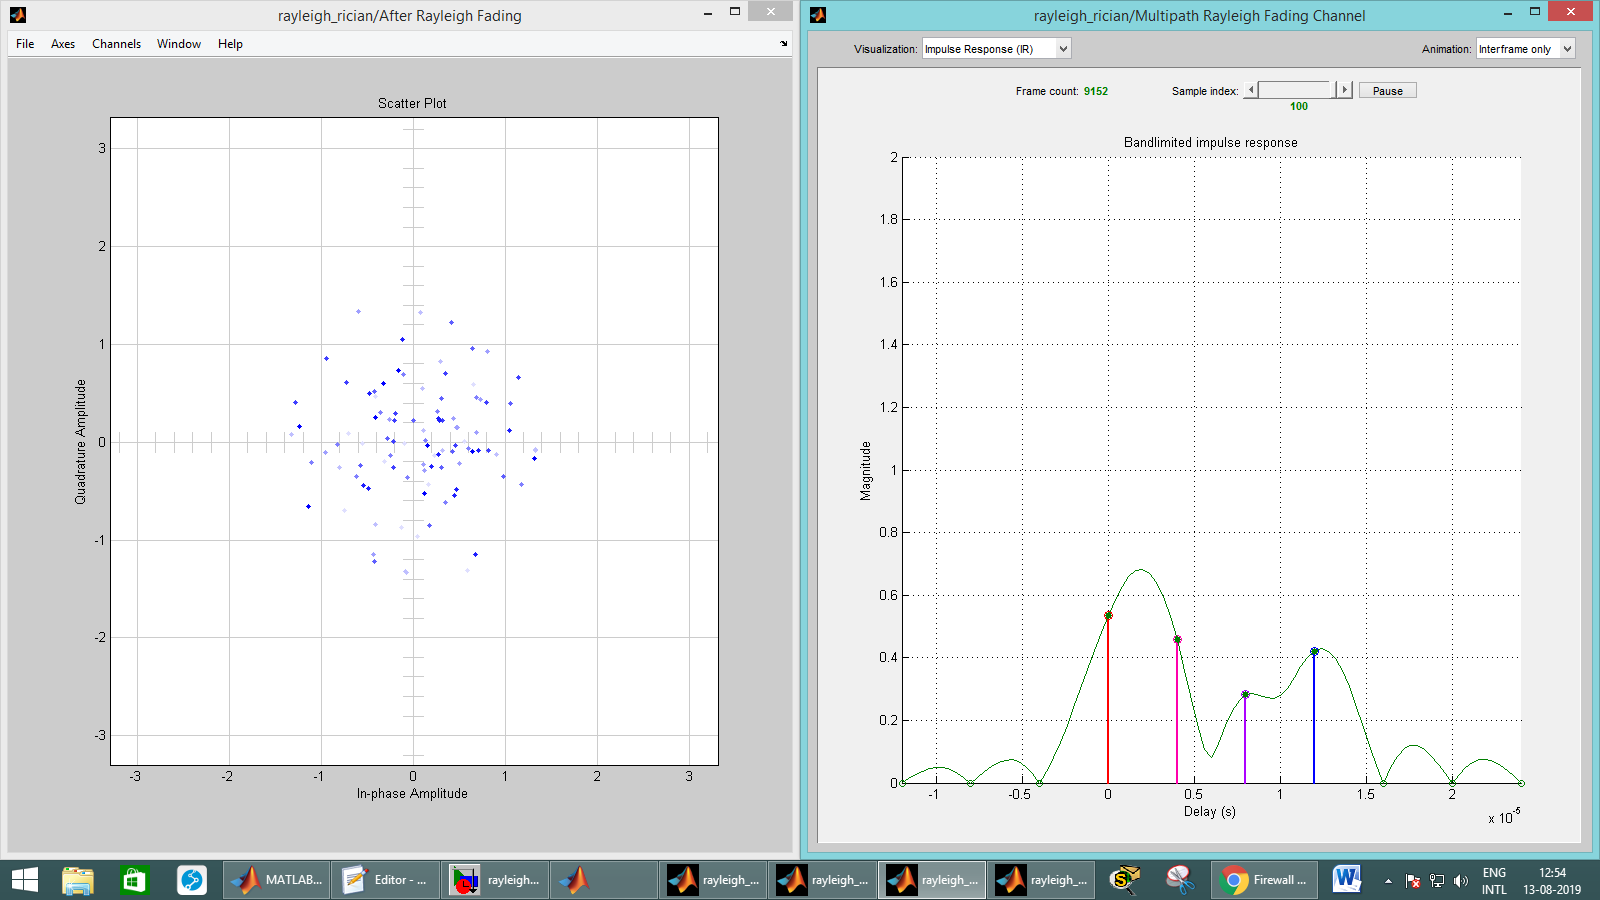 rayleigh_rician/After Rayleigh Fading
File Axes Channels Window Help
Scatter Plot
3
2
1
0
-1
-2
-3
Quadrature Amplitude
-3 -2 -1 0 1 2 3
In-phase Amplitude
rayleigh_rician/Multipath Rayleigh Fading Channel
Visualization: Impulse Response (IR) Animation: Interframe only
Frame count: 9152 Sample index: Pause
100
Bandlimited impulse response
2
1.8
1.6
1.4
1.2
1
0.8
0.6
0.4
0.2
0
Magnitude
-1 -0.5 0 0.5 1 1.5 2
Delay (s)
x 10-5
MATLAB... Editor - ... rayleigh... rayleigh_... rayleigh_... rayleigh_... rayleigh_... Firewall ... ENG 12:54
INTL 13-08-2019